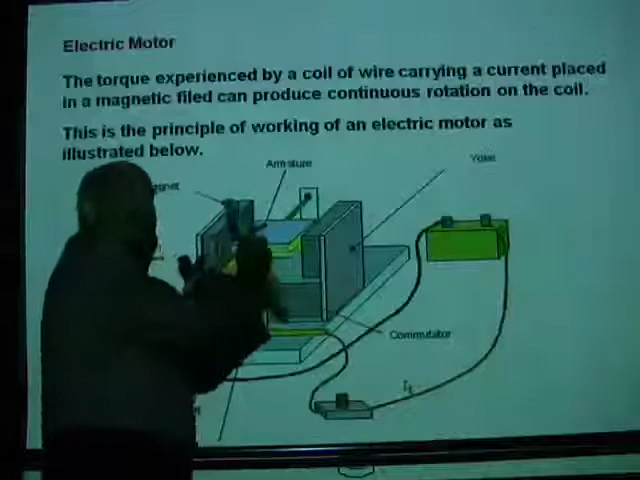 Electric Motor
The torque experienced by a coil of wire carrying a current placed
in a magnetic filed can produce continuous rotation on the coil.
This is the principle of working of an electric motor as
illustrated below.
Armature
Yoke
Commutator